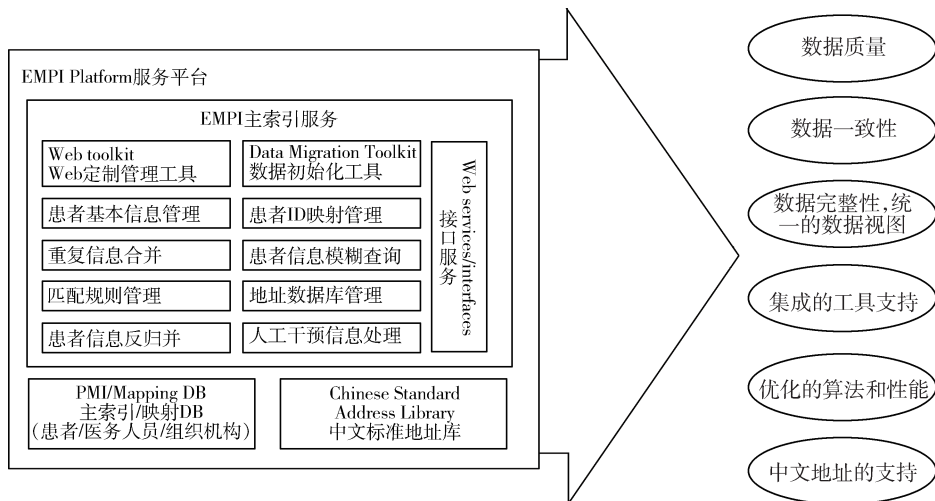 EMPI Platform服务平台
EMPI主索引服务
Web toolkit
Web定制管理工具
Data Migration Toolkit
数据初始化工具
患者基本信息管理
患者ID映射管理
重复信息合并
患者信息模糊查询
匹配规则管理
地址数据库管理
患者信息反归并
人工干预信息处理
Web services/interfaces
接口服务
PMI/Mapping DB
主索引/映射DB
(患者/医务人员/组织机构)
Chinese Standard
Address Library
中文标准地址库
数据质量
数据一致性
数据完整性,统
一的数据视图
集成的工具支持
优化的算法和性能
中文地址的支持